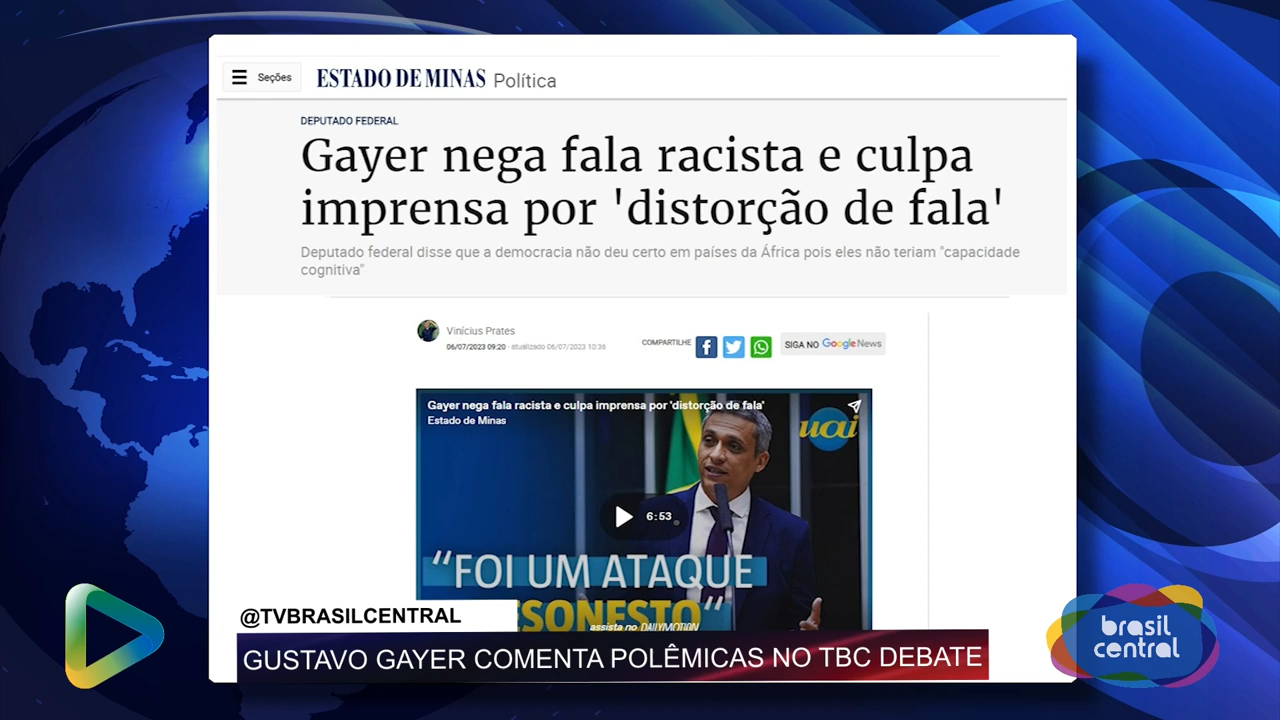 Seções
ESTADO DE MINAS Política
DEPUTADO FEDERAL
Gayer nega fala racista e culpa
imprensa por 'distorção de fala'
Deputado federal disse que a democracia não deu certo em países da África pois eles não teriam "capacidade
cognitiva"
Vinícius Prates
06/07/2023 09:20 - atualizado 06/07/2023 10:36
COMPARTILHE
SIGA NO Google News
Gayer nega fala racista e culpa imprensa por 'distorção de fala'
Estado de Minas
uai
6:53
“FOI UM ATAQUE
ESONESTO“
assista no DAILYMOTION
@TVBRASILCENTRAL
GUSTAVO GAYER COMENTA POLÊMICAS NO TBC DEBATE
brasil
central